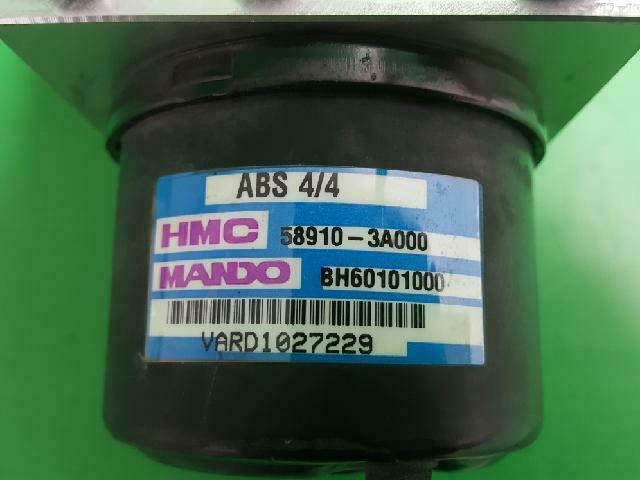 ABS 4/4
HMC 58910-3A000
MANDO BH60101000
VARD1027229